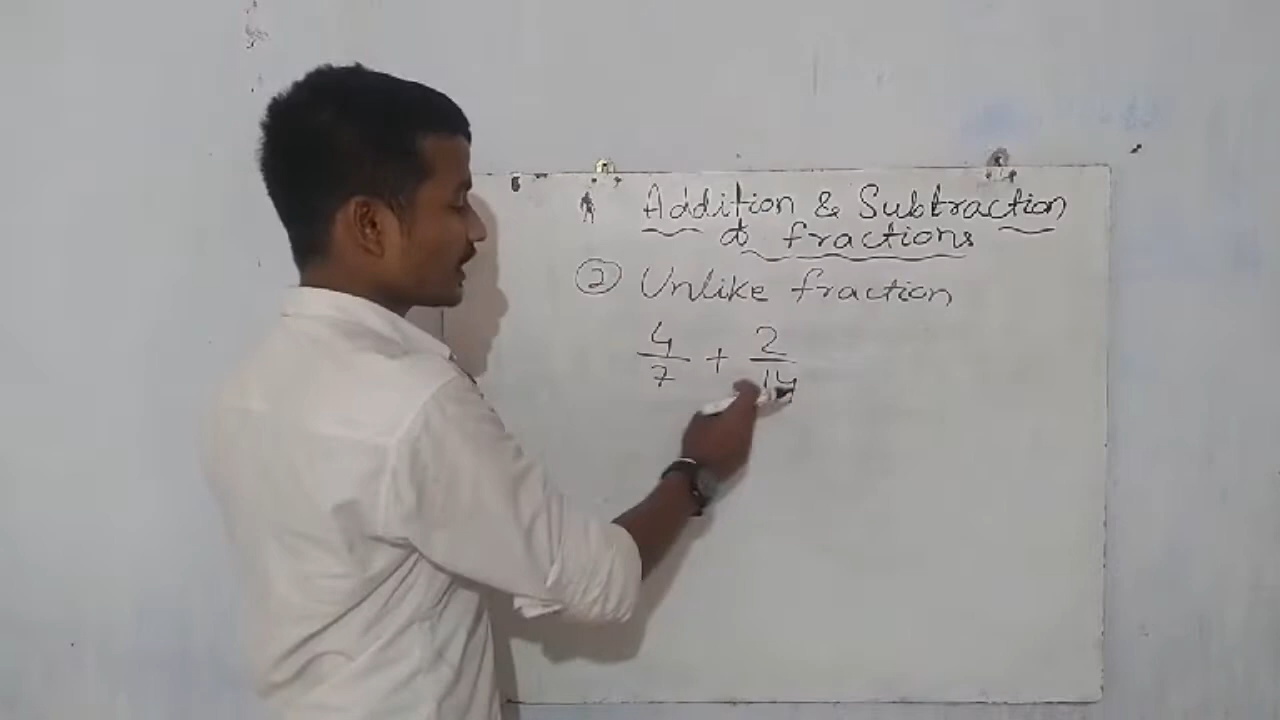 Addition & Subtraction
of fractions
② Unlike fraction
4/7 + 2/14